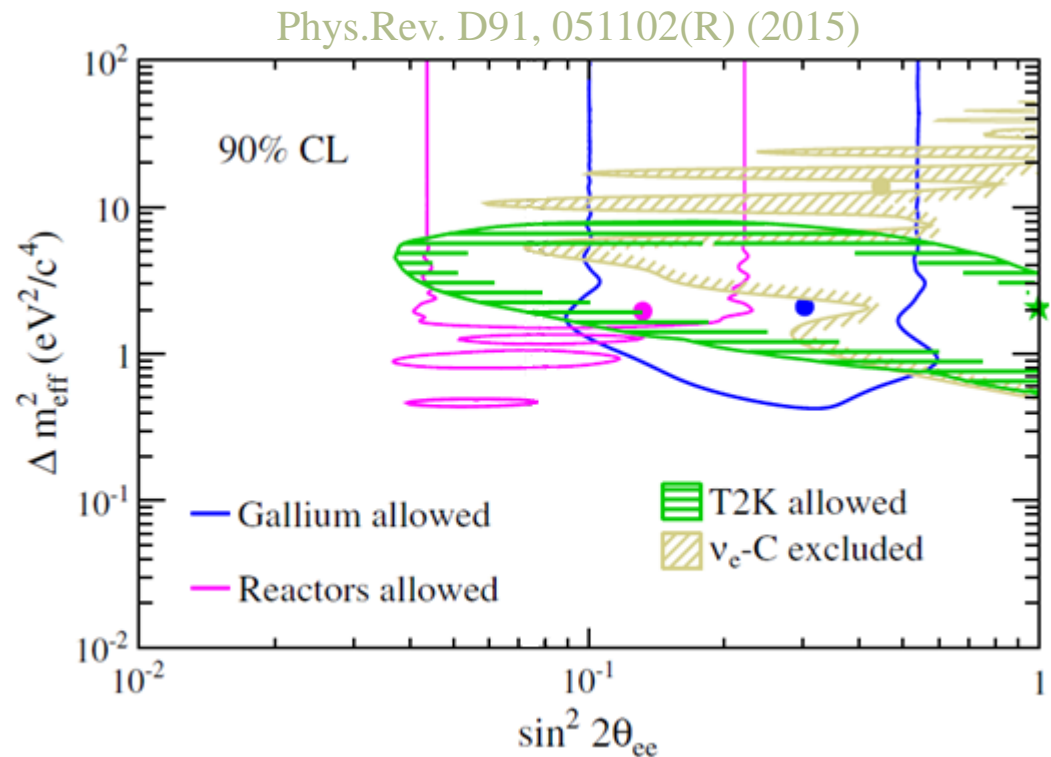 Phys.Rev. D91, 051102(R) (2015)
10²
90% CL
10
1
10⁻¹
10⁻²
Δ m²eff (eV²/c⁴)
Gallium allowed
Reactors allowed
T2K allowed
νe-C excluded
10⁻² 10⁻¹ 1
sin² 2θee